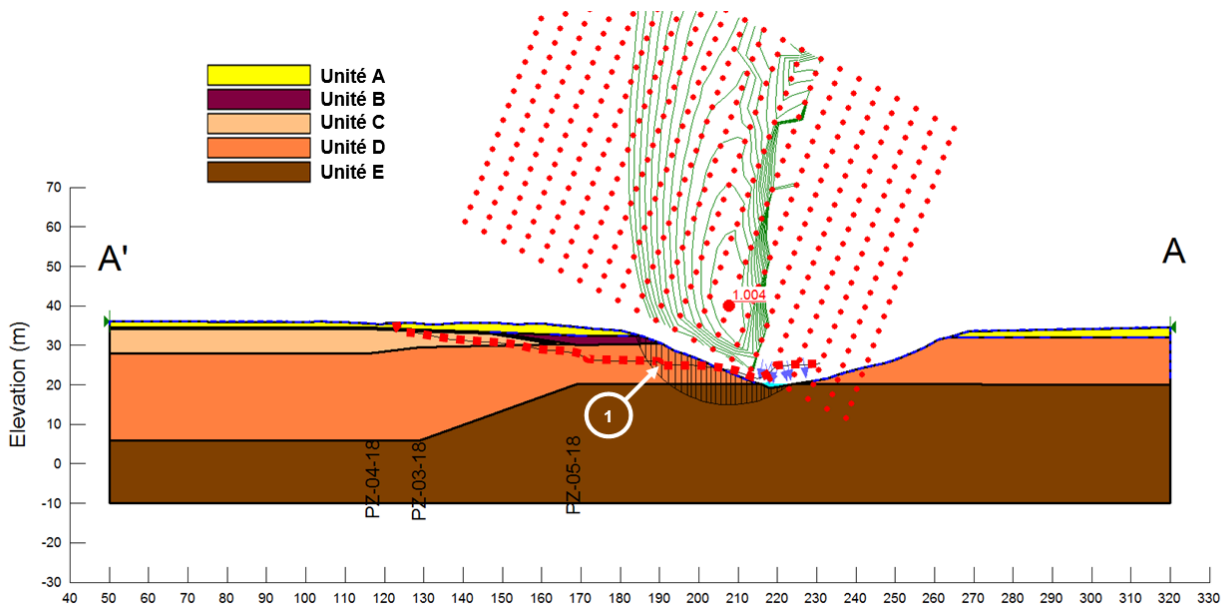 Unité A
Unité B
Unité C
Unité D
Unité E
A'
A
1.004
1
Elevation (m)
70
60
50
40
30
20
10
0
-10
-20
-30
PZ-04-18
PZ-03-18
PZ-05-18
40 50 60 70 80 90 100 110 120 130 140 150 160 170 180 190 200 210 220 230 240 250 260 270 280 290 300 310 320 330